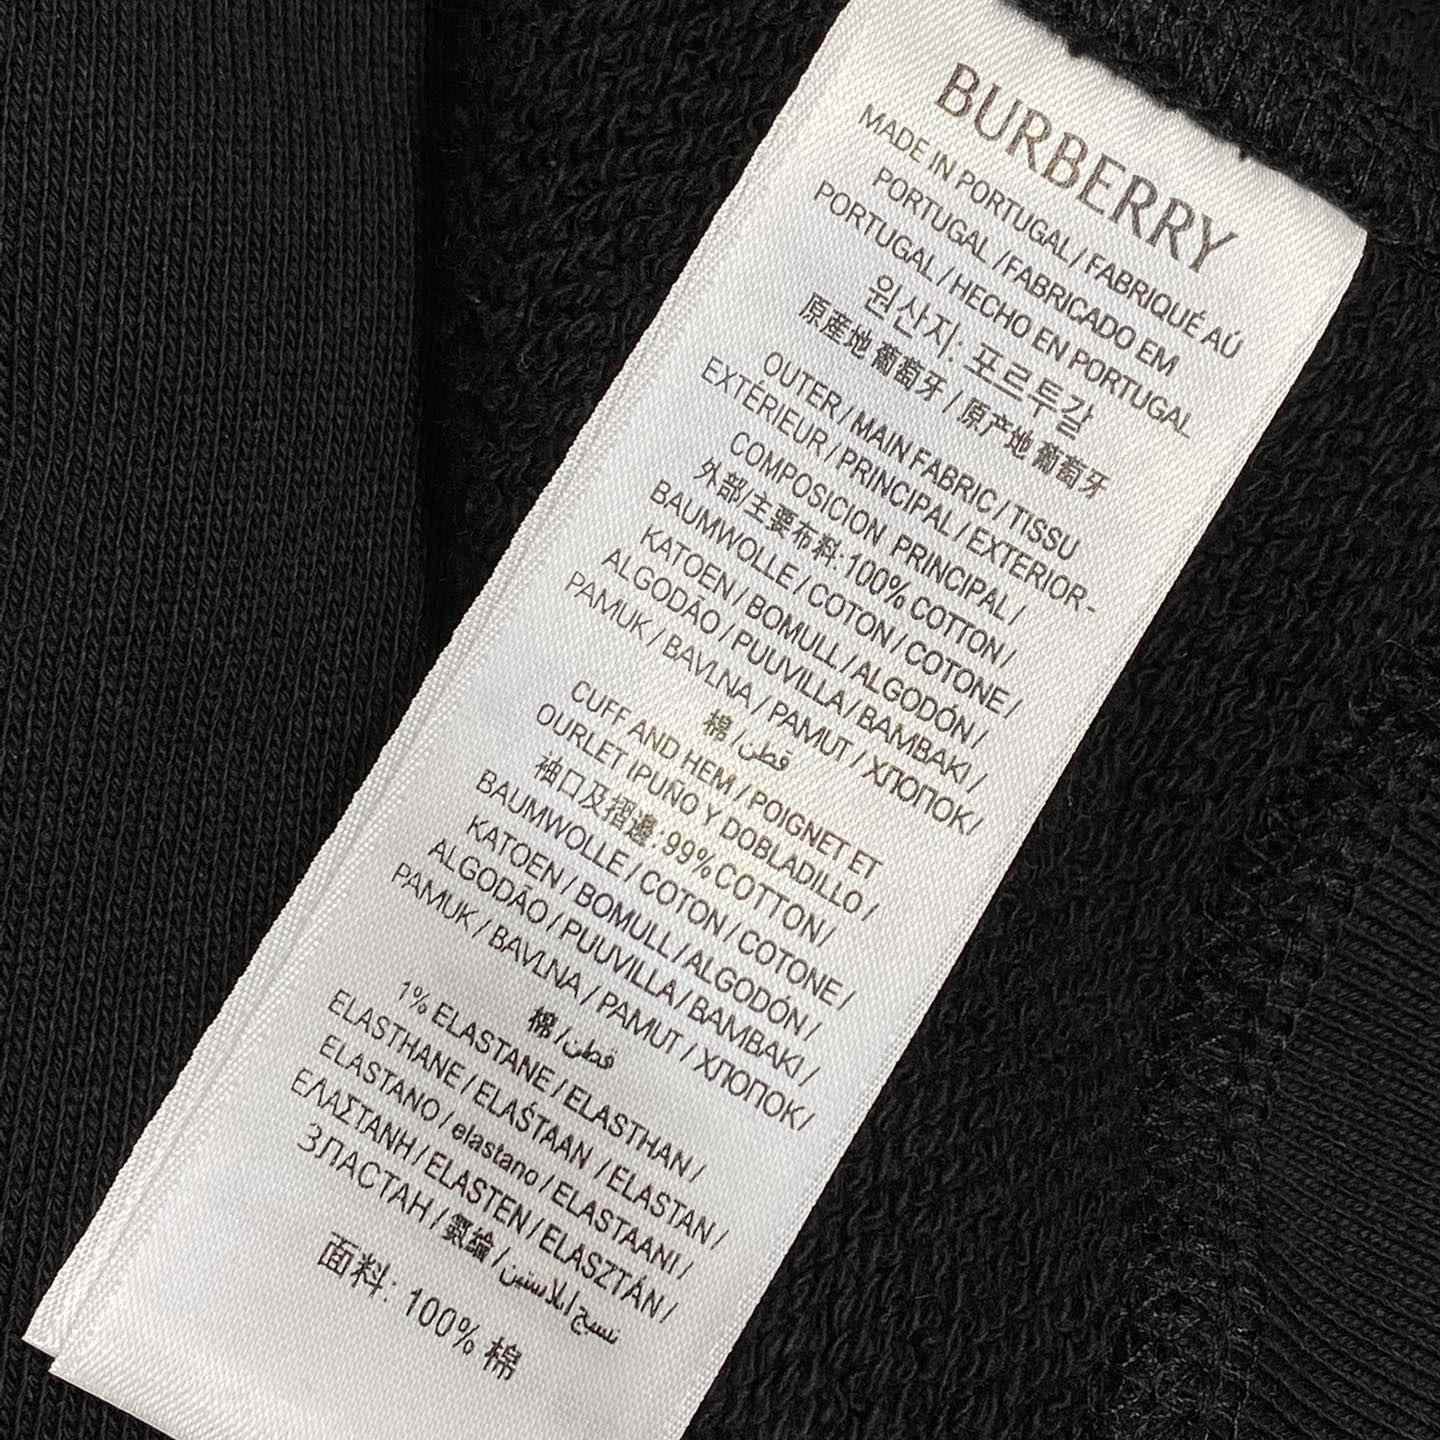 BURBERRY
MADE IN PORTUGAL / FABRIQUÉ AÚ
PORTUGAL / FABRICADO EM
PORTUGAL / HECHO EN PORTUGAL
원산지: 포르투갈
原產地 葡萄牙 / 原产地 葡萄牙
OUTER / MAIN FABRIC / TISSU
EXTÉRIEUR / PRINCIPAL / EXTERIOR-
COMPOSICION PRINCIPAL /
外部/主要布料:100% COTTON /
BAUMWOLLE / COTON / COTONE /
KATOEN / BOMULL / ALGODÓN /
ALGODÃO / PUUVILLA / BAMBAKI /
PAMUK / BAVLNA / PAMUT / ХЛОПОК/
棉 / قطن
CUFF AND HEM / POIGNET ET
OURLET IPUÑO Y DOBLADILLO /
袖口及摺邊:99%COTTON/
BAUMWOLLE / COTON / COTONE /
KATOEN / BOMULL / ALGODÓN /
ALGODÃO / PUUVILLA / BAMBAKI /
PAMUK / BAVLNA / PAMUT / ХЛОПОК/
棉 / قطن
1% ELASTANE / ELASTHAN /
ELASTHANE / ELAŚTAAN / ELASTAN /
ELASTANO / elastano / ELASTAANI /
ΕΛΑΣΤΑΝΗ / ELASTEN / ELASZTÁN /
ЗЛАСТАН / 氨綸 / نسيج ايلاستين
面料: 100% 棉